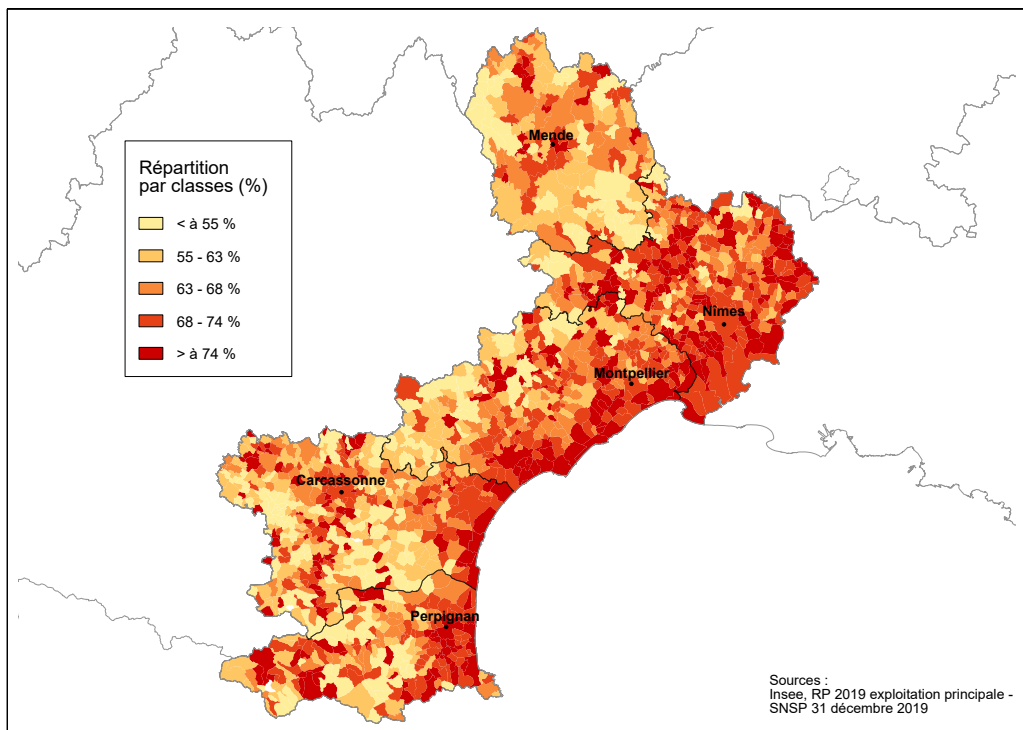 Mende
Répartition
par classes (%)
< à 55 %
55 - 63 %
63 - 68 %
68 - 74 %
> à 74 %
Nîmes
Montpellier
Carcassonne
Perpignan
Sources :
Insee, RP 2019 exploitation principale -
SNSP 31 décembre 2019